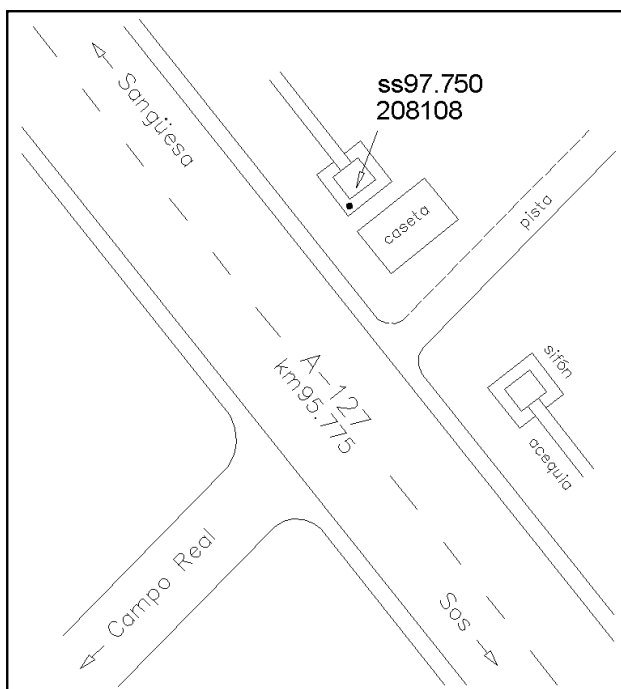 ss97.750
208108
Sangüesa
caseta
pista
A-127
km95.775
sifón
acequia
Campo Real
Sos